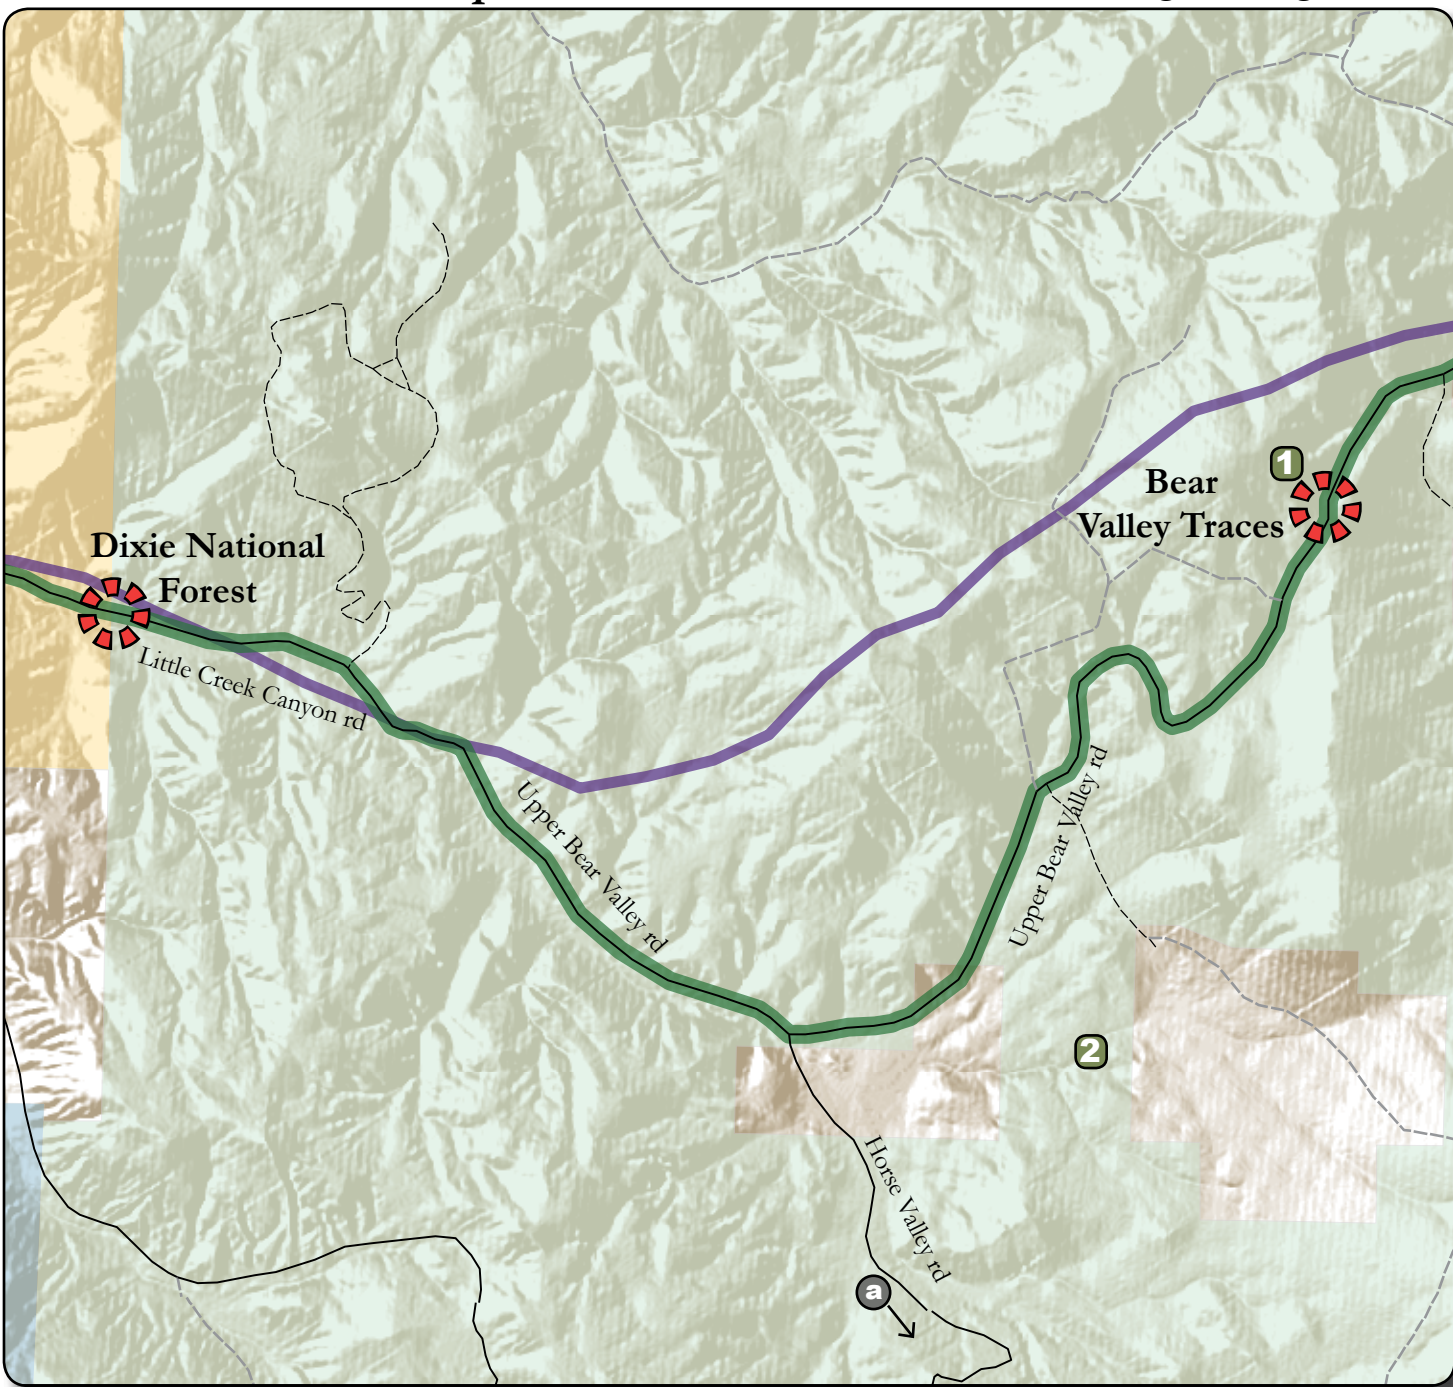 1
Bear
Valley Traces
Dixie National
Forest
Little Creek Canyon rd
Upper Bear Valley rd
Upper Bear Valley rd
2
Horse Valley rd
a